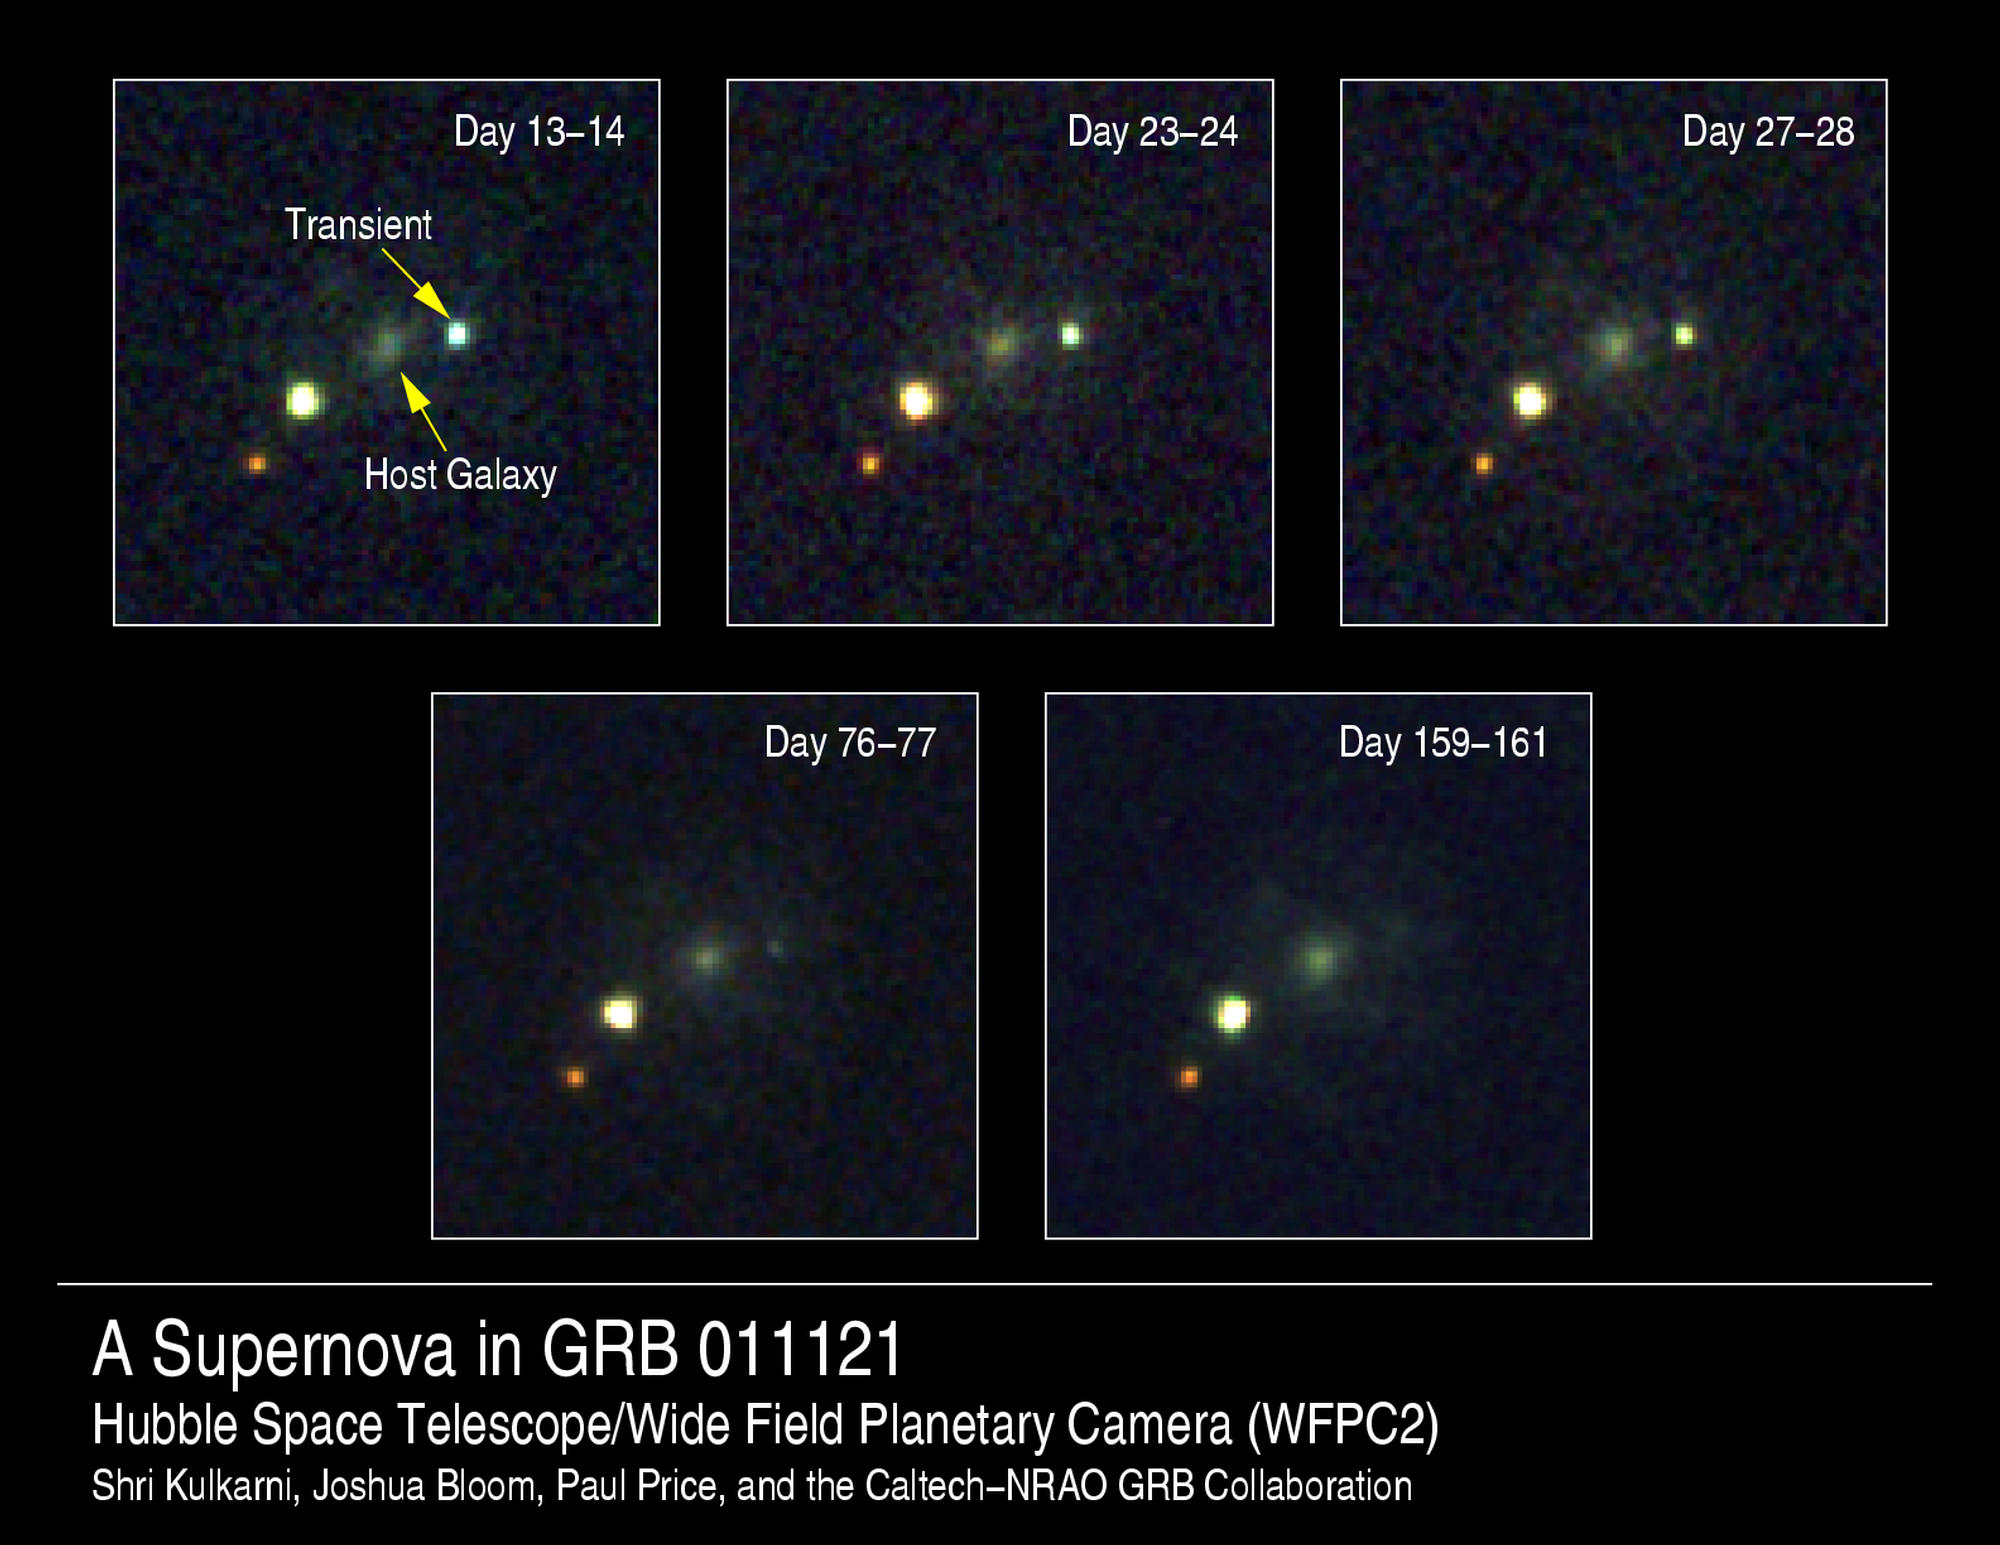 Day 13–14
Transient
Host Galaxy
Day 23–24
Day 27–28
Day 76–77
Day 159–161
A Supernova in GRB 011121
Hubble Space Telescope/Wide Field Planetary Camera (WFPC2)
Shri Kulkarni, Joshua Bloom, Paul Price, and the Caltech–NRAO GRB Collaboration